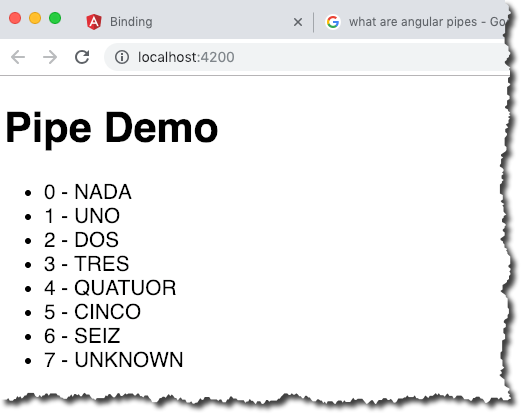 Binding
what are angular pipes - Go
localhost:4200
Pipe Demo
0 - NADA
1 - UNO
2 - DOS
3 - TRES
4 - QUATUOR
5 - CINCO
6 - SEIZ
7 - UNKNOWN